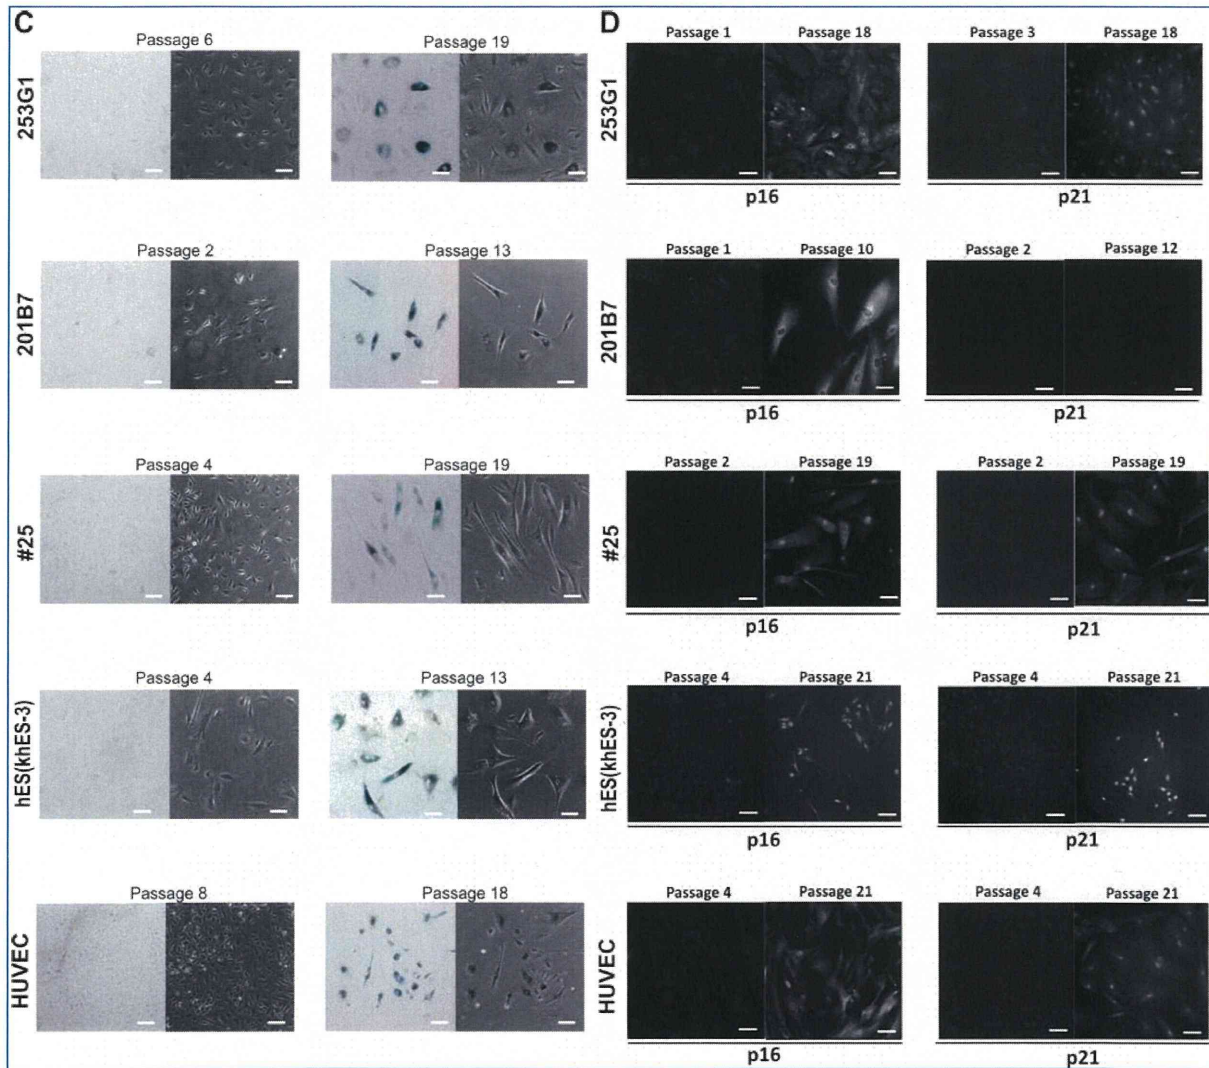 C
Passage 6
Passage 19
253G1
Passage 2
Passage 13
201B7
Passage 4
Passage 19
#25
Passage 4
Passage 13
hES(khES-3)
Passage 8
Passage 18
HUVEC
D
Passage 1
Passage 18
Passage 3
Passage 18
253G1
p16
p21
Passage 1
Passage 10
Passage 2
Passage 12
201B7
p16
p21
Passage 2
Passage 19
Passage 2
Passage 19
#25
p16
p21
Passage 4
Passage 21
Passage 4
Passage 21
hES(khES-3)
p16
p21
Passage 4
Passage 21
Passage 4
Passage 21
HUVEC
p16
p21